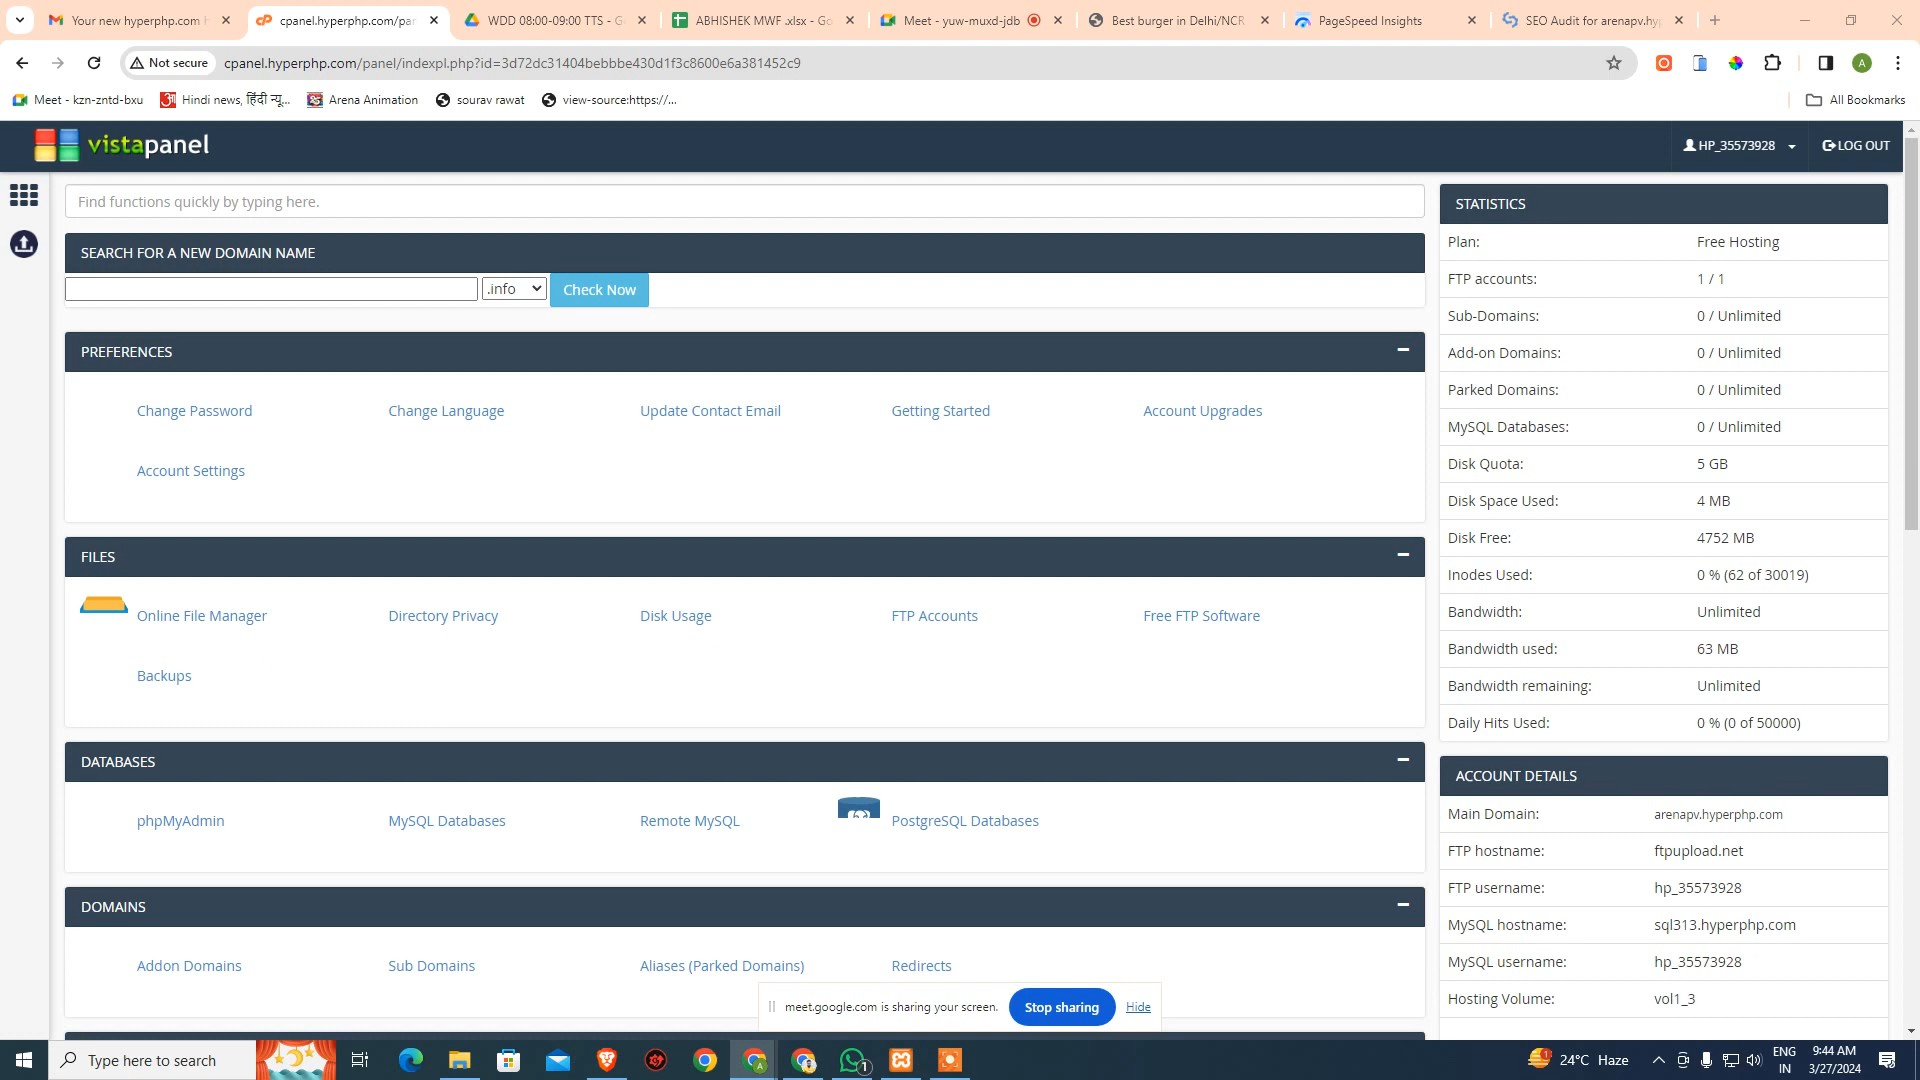 Your new hyperphp.com H
cpanel.hyperphp.com/par
WDD 08:00-09:00 TTS - G
ABHISHEK MWF .xlsx - Go
Meet - yuw-muxd-jdb
Best burger in Delhi/NCR
PageSpeed Insights
SEO Audit for arenapv.hyp
Not secure
cpanel.hyperphp.com/panel/indexpl.php?id=3d72dc31404bebbbe430d1f3c8600e6a381452c9
A
Meet - kzn-zntd-bxu
Hindi news, हिंदी न्यू...
Arena Animation
sourav rawat
view-source:https://...
All Bookmarks
vistapanel
HP_35573928
LOG OUT
Find functions quickly by typing here.
SEARCH FOR A NEW DOMAIN NAME
.info
Check Now
PREFERENCES
Change Password
Change Language
Update Contact Email
Getting Started
Account Upgrades
Account Settings
FILES
Online File Manager
Directory Privacy
Disk Usage
FTP Accounts
Free FTP Software
Backups
DATABASES
phpMyAdmin
MySQL Databases
Remote MySQL
PostgreSQL Databases
DOMAINS
Addon Domains
Sub Domains
Aliases (Parked Domains)
Redirects
STATISTICS
Plan: Free Hosting
FTP accounts: 1 / 1
Sub-Domains: 0 / Unlimited
Add-on Domains: 0 / Unlimited
Parked Domains: 0 / Unlimited
MySQL Databases: 0 / Unlimited
Disk Quota: 5 GB
Disk Space Used: 4 MB
Disk Free: 4752 MB
Inodes Used: 0 % (62 of 30019)
Bandwidth: Unlimited
Bandwidth used: 63 MB
Bandwidth remaining: Unlimited
Daily Hits Used: 0 % (0 of 50000)
ACCOUNT DETAILS
Main Domain: arenapv.hyperphp.com
FTP hostname: ftpupload.net
FTP username: hp_35573928
MySQL hostname: sql313.hyperphp.com
MySQL username: hp_35573928
Hosting Volume: vol1_3
meet.google.com is sharing your screen.
Stop sharing
Hide
Type here to search
1
24°C Haze
ENG
IN
9:44 AM
3/27/2024